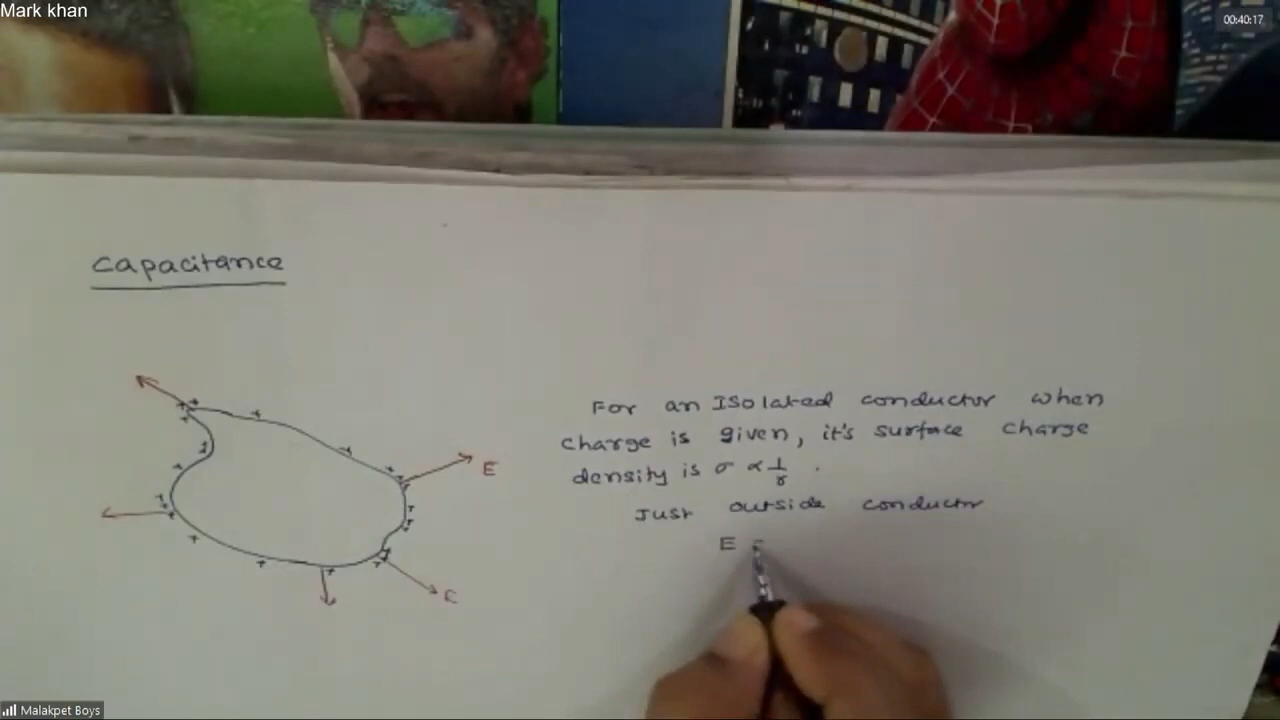 Mark khan
00:40:17
Capacitance
For an Isolated conductor when
charge is given, it's surface charge
density is σ ∝ 1/r .
Just outside conductor
E =
E
E
Malakpet Boys